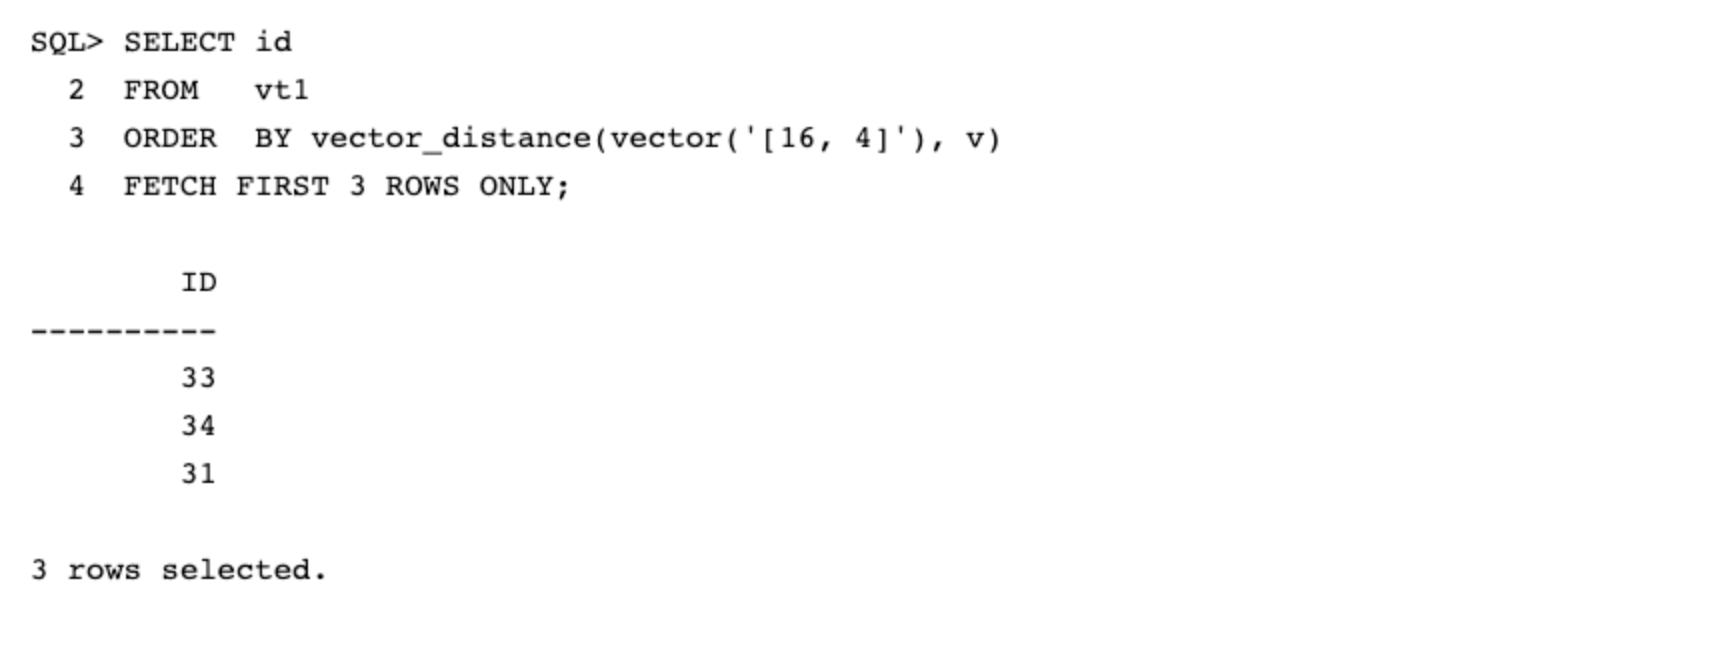 SQL> SELECT id
  2  FROM   vt1
  3  ORDER  BY vector_distance(vector('[16, 4]'), v)
  4  FETCH FIRST 3 ROWS ONLY;
        ID
----------
        33
        34
        31
3 rows selected.